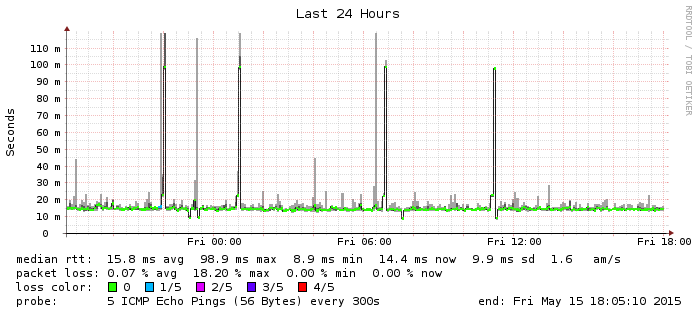 Last 24 Hours
RRDTOOL / TOBI OETIKER
Seconds
110 m
100 m
90 m
80 m
70 m
60 m
50 m
40 m
30 m
20 m
10 m
0
Fri 00:00 Fri 06:00 Fri 12:00 Fri 18:00
median rtt: 15.8 ms avg 98.9 ms max 8.9 ms min 14.4 ms now 9.9 ms sd 1.6 am/s
packet loss: 0.07 % avg 18.20 % max 0.00 % min 0.00 % now
loss color: 0 1/5 2/5 3/5 4/5
probe: 5 ICMP Echo Pings (56 Bytes) every 300s end: Fri May 15 18:05:10 2015